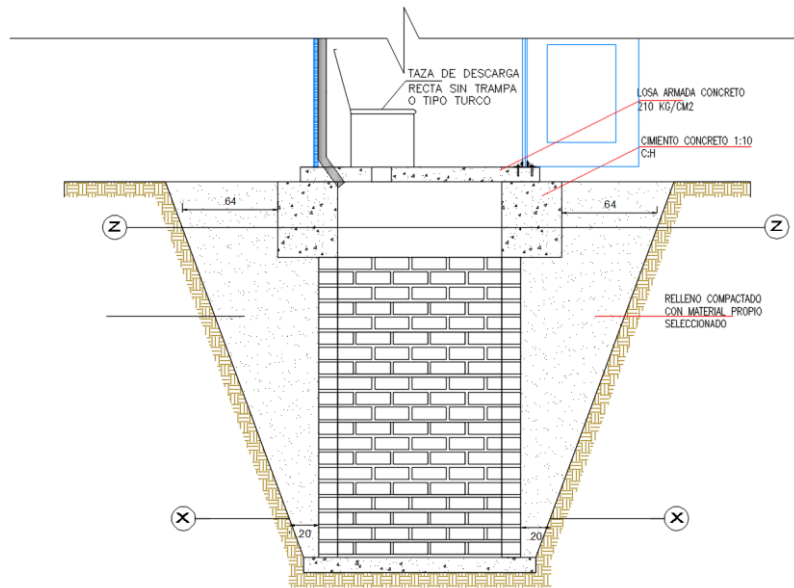 TAZA DE DESCARGA
RECTA SIN TRAMPA
O TIPO TURCO
LOSA ARMADA CONCRETO
210 KG/CM2
CIMIENTO CONCRETO 1:10
C:H
.64
.64
Z
Z
RELLENO COMPACTADO
CON MATERIAL PROPIO
SELECCIONADO
X
X
.20
.20